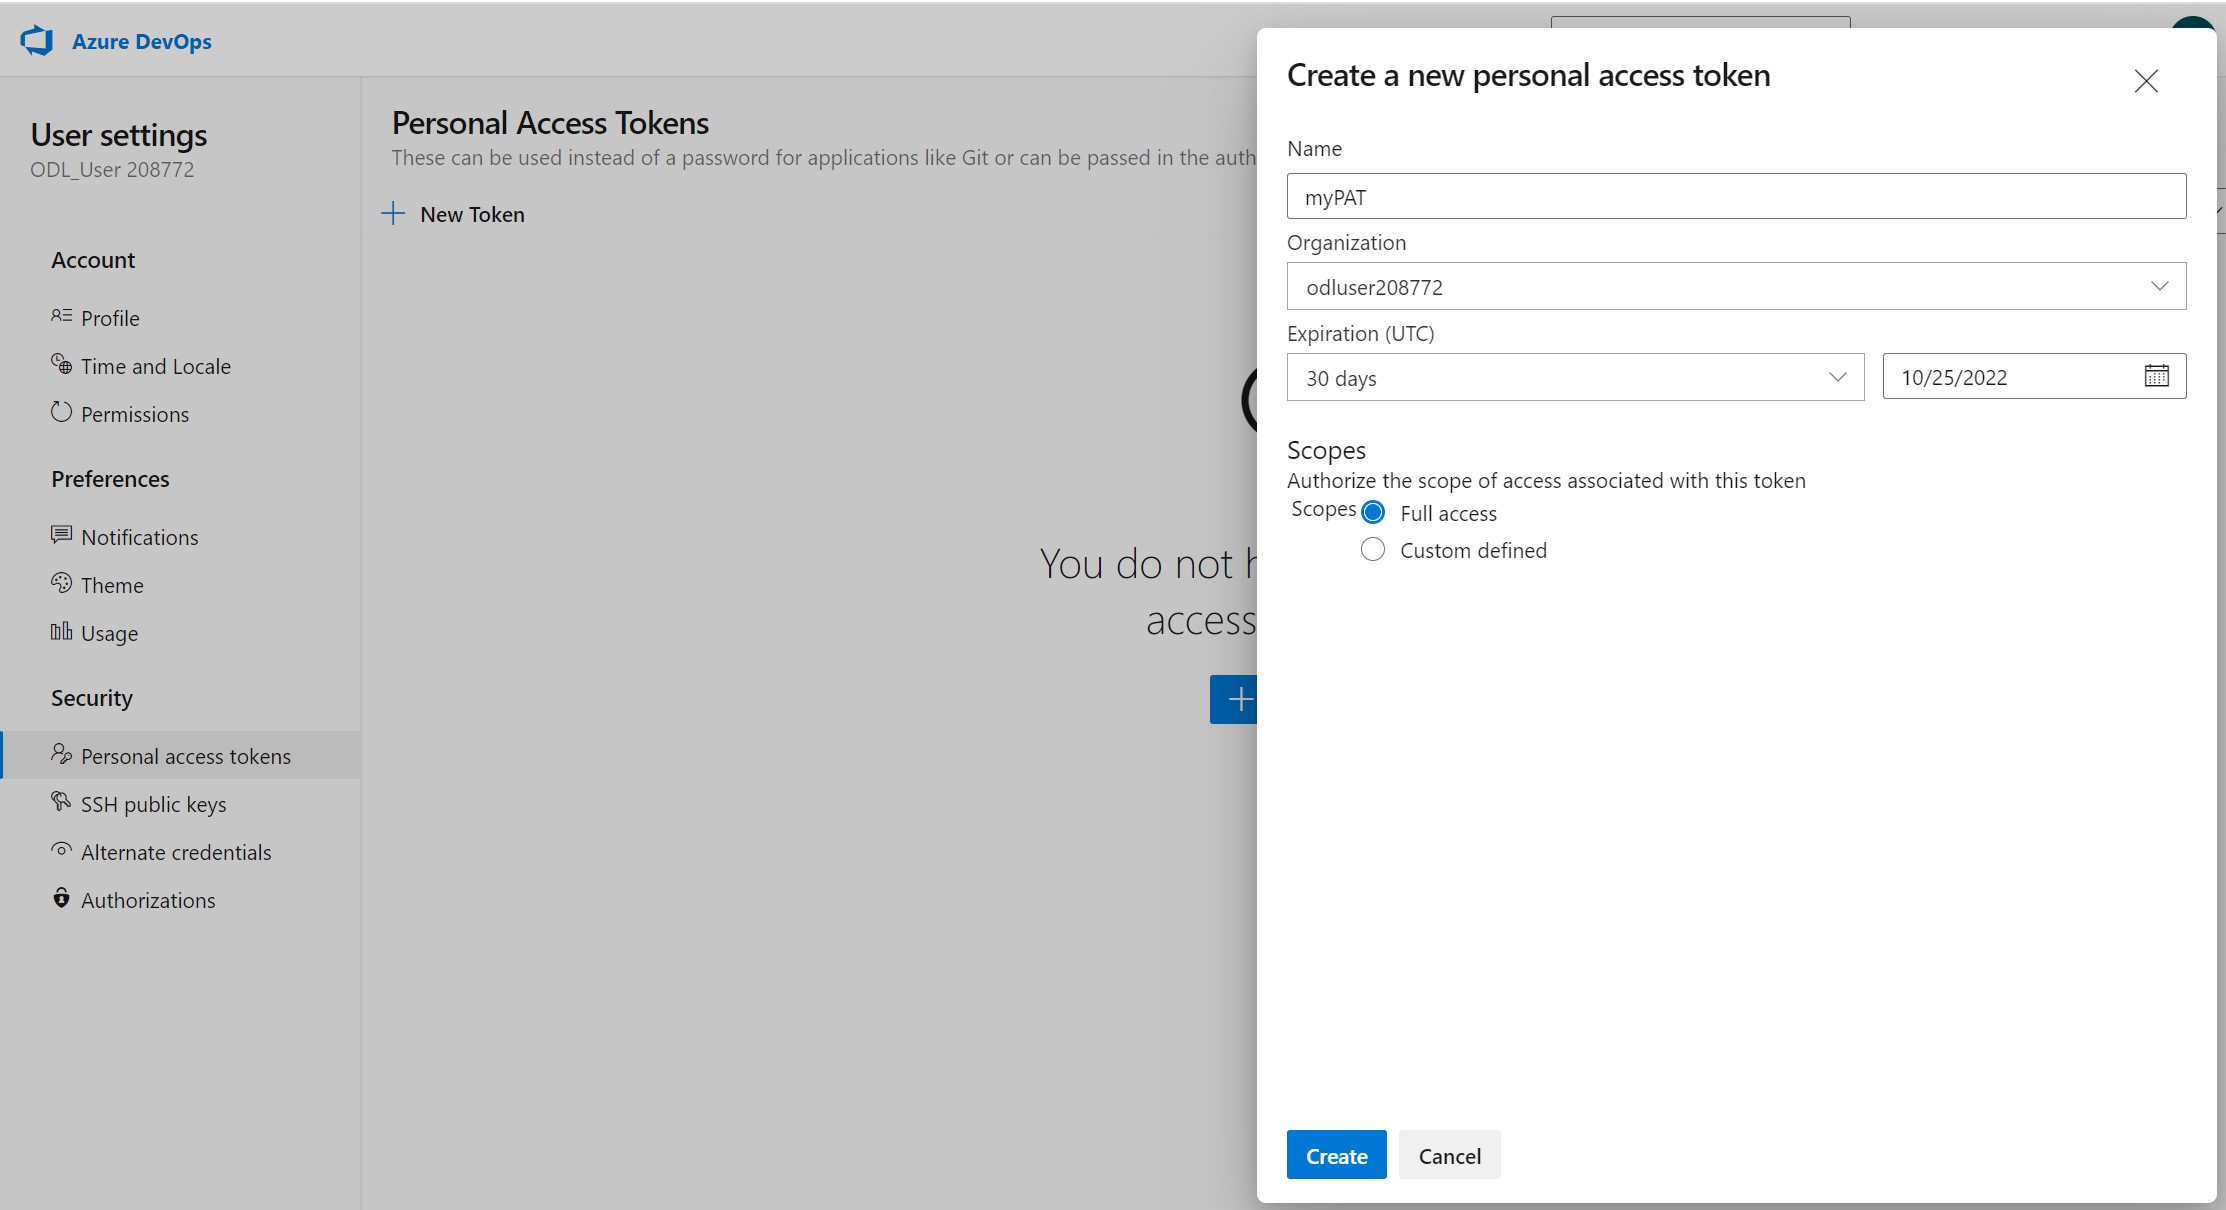 Azure DevOps
User settings
ODL_User 208772
Account
Profile
Time and Locale
Permissions
Preferences
Notifications
Theme
Usage
Security
Personal access tokens
SSH public keys
Alternate credentials
Authorizations
Personal Access Tokens
These can be used instead of a password for applications like Git or can be passed in the auth
New Token
You do not
access
Create a new personal access token
Name
myPAT
Organization
odluser208772
Expiration (UTC)
30 days
10/25/2022
Scopes
Authorize the scope of access associated with this token
Scopes
Full access
Custom defined
Create
Cancel